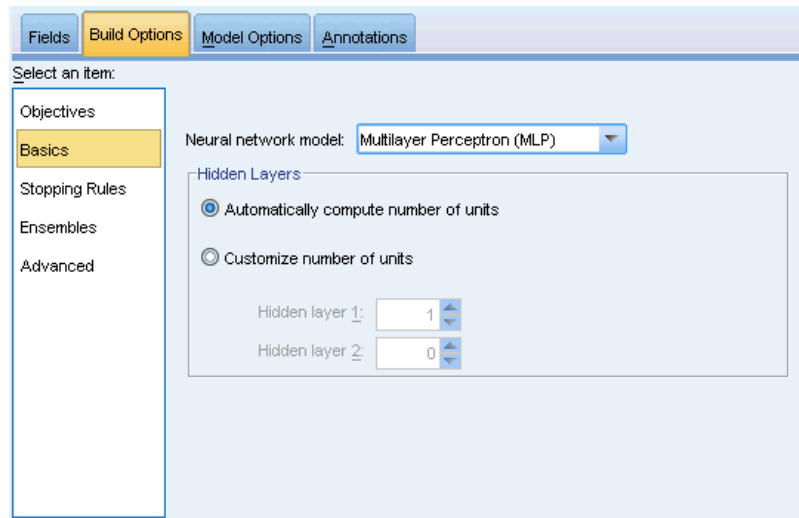 Fields Build Options Model Options Annotations
Select an item:
Objectives
Basics
Stopping Rules
Ensembles
Advanced
Neural network model: Multilayer Perceptron (MLP)
Hidden Layers
Automatically compute number of units
Customize number of units
Hidden layer 1: 1
Hidden layer 2: 0